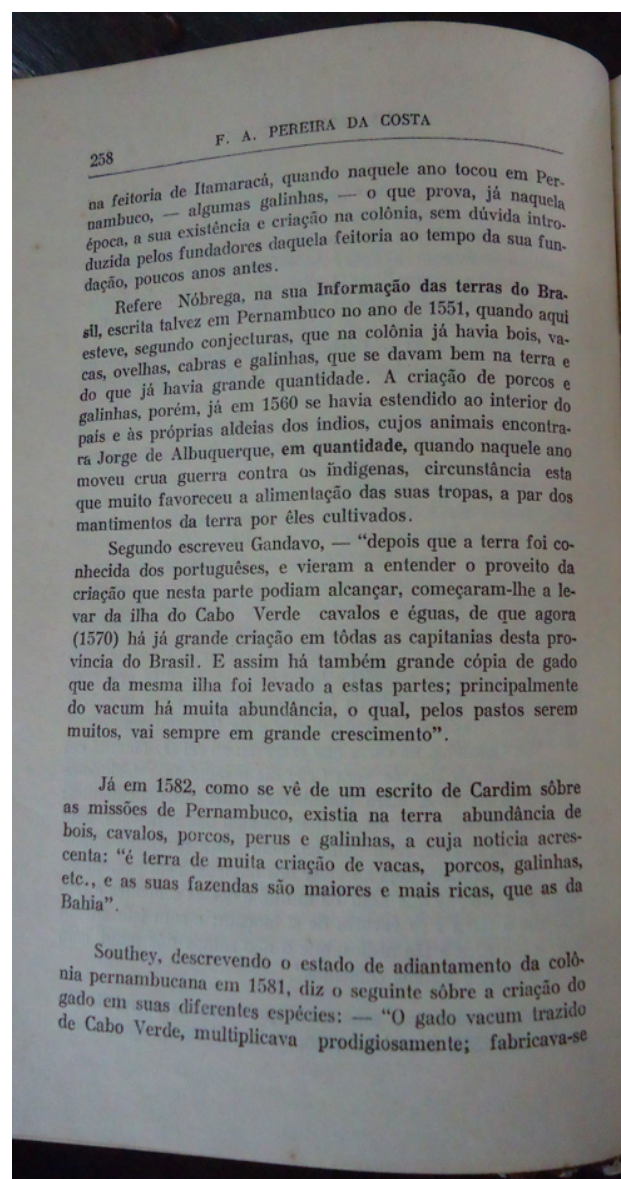 258
F. A. PEREIRA DA COSTA
na feitoria de Itamaracá, quando naquele ano tocou em Per-
nambuco, — algumas galinhas, — o que prova, já naquela
época, a sua existência e criação na colônia, sem dúvida intro-
duzida pelos fundadores daquela feitoria ao tempo da sua fun-
dação, poucos anos antes.
Refere Nóbrega, na sua Informação das terras do Bra-
sil, escrita talvez em Pernambuco no ano de 1551, quando aqui
esteve, segundo conjecturas, que na colônia já havia bois, va-
cas, ovelhas, cabras e galinhas, que se davam bem na terra e
do que já havia grande quantidade. A criação de porcos e
galinhas, porém, já em 1560 se havia estendido ao interior do
país e às próprias aldeias dos índios, cujos animais encontra-
ra Jorge de Albuquerque, em quantidade, quando naquele ano
moveu crua guerra contra os indígenas, circunstância esta
que muito favoreceu a alimentação das suas tropas, a par dos
mantimentos da terra por êles cultivados.
Segundo escreveu Gandavo, — “depois que a terra foi co-
nhecida dos portuguêses, e vieram a entender o proveito da
criação que nesta parte podiam alcançar, começaram-lhe a le-
var da ilha do Cabo Verde cavalos e éguas, de que agora
(1570) há já grande criação em tôdas as capitanias desta pro-
víncia do Brasil. E assim há também grande cópia de gado
que da mesma ilha foi levado a estas partes; principalmente
do vacum há muita abundância, o qual, pelos pastos serem
muitos, vai sempre em grande crescimento”.
Já em 1582, como se vê de um escrito de Cardim sôbre
as missões de Pernambuco, existia na terra abundância de
bois, cavalos, porcos, perus e galinhas, a cuja notícia acres-
centa: “é terra de muita criação de vacas, porcos, galinhas,
etc., e as suas fazendas são maiores e mais ricas, que as da
Bahia”.
Southey, descrevendo o estado de adiantamento da colô-
nia pernambucana em 1581, diz o seguinte sôbre a criação do
gado em suas diferentes espécies: — “O gado vacum trazido
de Cabo Verde, multiplicava prodigiosamente; fabricava-se